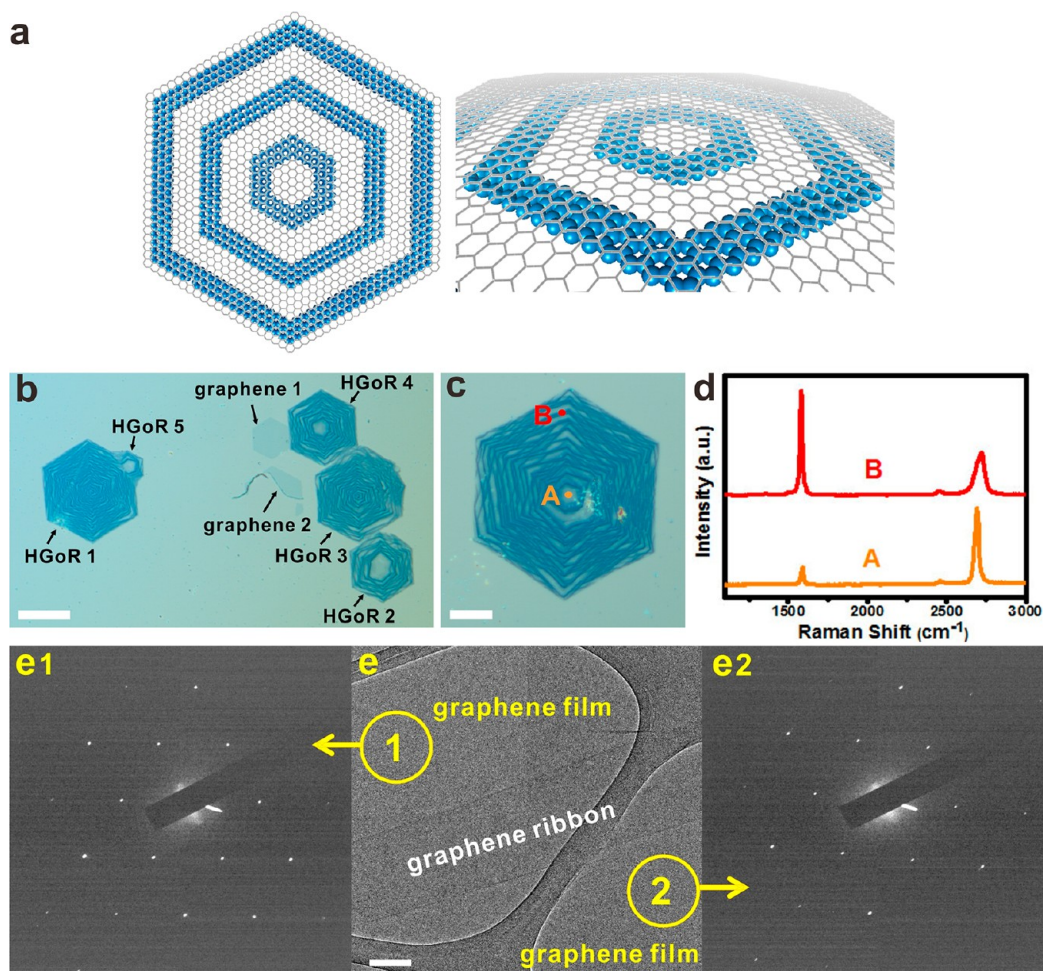 a
b
graphene 1
HGoR 4
HGoR 5
graphene 2
HGoR 1
HGoR 3
HGoR 2
c
B
A
d
Intensity (a.u.)
B
A
1500
2000
2500
3000
Raman Shift (cm⁻¹)
e1
e
graphene film
1
graphene ribbon
2
graphene film
e2